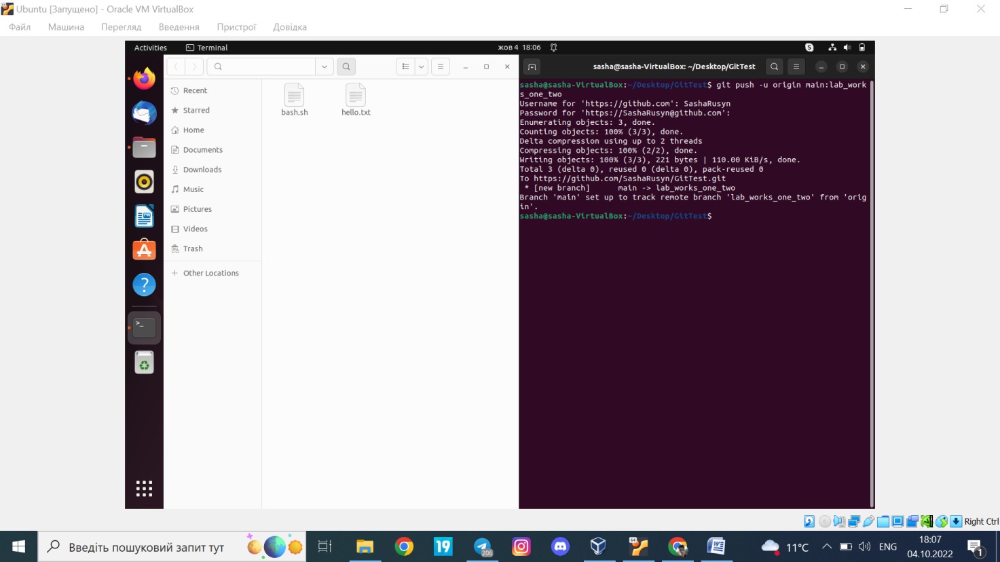 Ubuntu [Запущено] - Oracle VM VirtualBox
Файл Машина Перегляд Введення Пристрої Довідка
Activities Terminal жов 4 18:06
sasha@sasha-VirtualBox: ~/Desktop/GitTest
Recent
Starred
Home
Documents
Downloads
Music
Pictures
Videos
Trash
Other Locations
bash.sh hello.txt
sasha@sasha-VirtualBox:~/Desktop/GitTest$ git push -u origin main:lab_work
s_one_two
Username for 'https://github.com': SashaRusyn
Password for 'https://SashaRusyn@github.com':
Enumerating objects: 3, done.
Counting objects: 100% (3/3), done.
Delta compression using up to 2 threads
Compressing objects: 100% (2/2), done.
Writing objects: 100% (3/3), 221 bytes | 110.00 KiB/s, done.
Total 3 (delta 0), reused 0 (delta 0), pack-reused 0
To https://github.com/SashaRusyn/GitTest.git
 * [new branch]      main -> lab_works_one_two
Branch 'main' set up to track remote branch 'lab_works_one_two' from 'orig
in'.
sasha@sasha-VirtualBox:~/Desktop/GitTest$
Right Ctrl
Введіть пошуковий запит тут
19
206
11°C
ENG
18:07
04.10.2022
1